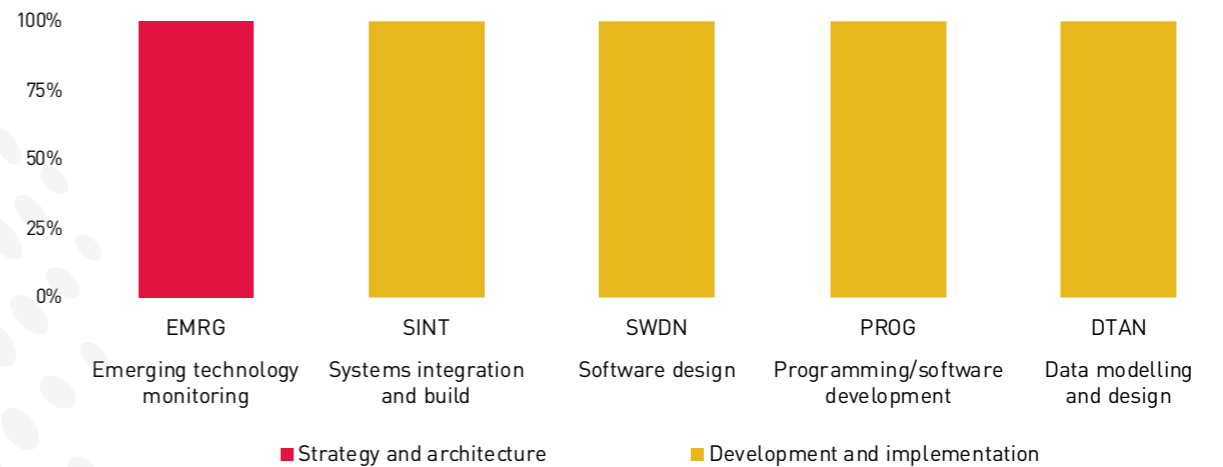 100%
75%
50%
25%
0%
EMRG
SINT
SWDN
PROG
DTAN
Emerging technology
monitoring
Systems integration
and build
Software design
Programming/software
development
Data modelling
and design
Strategy and architecture
Development and implementation